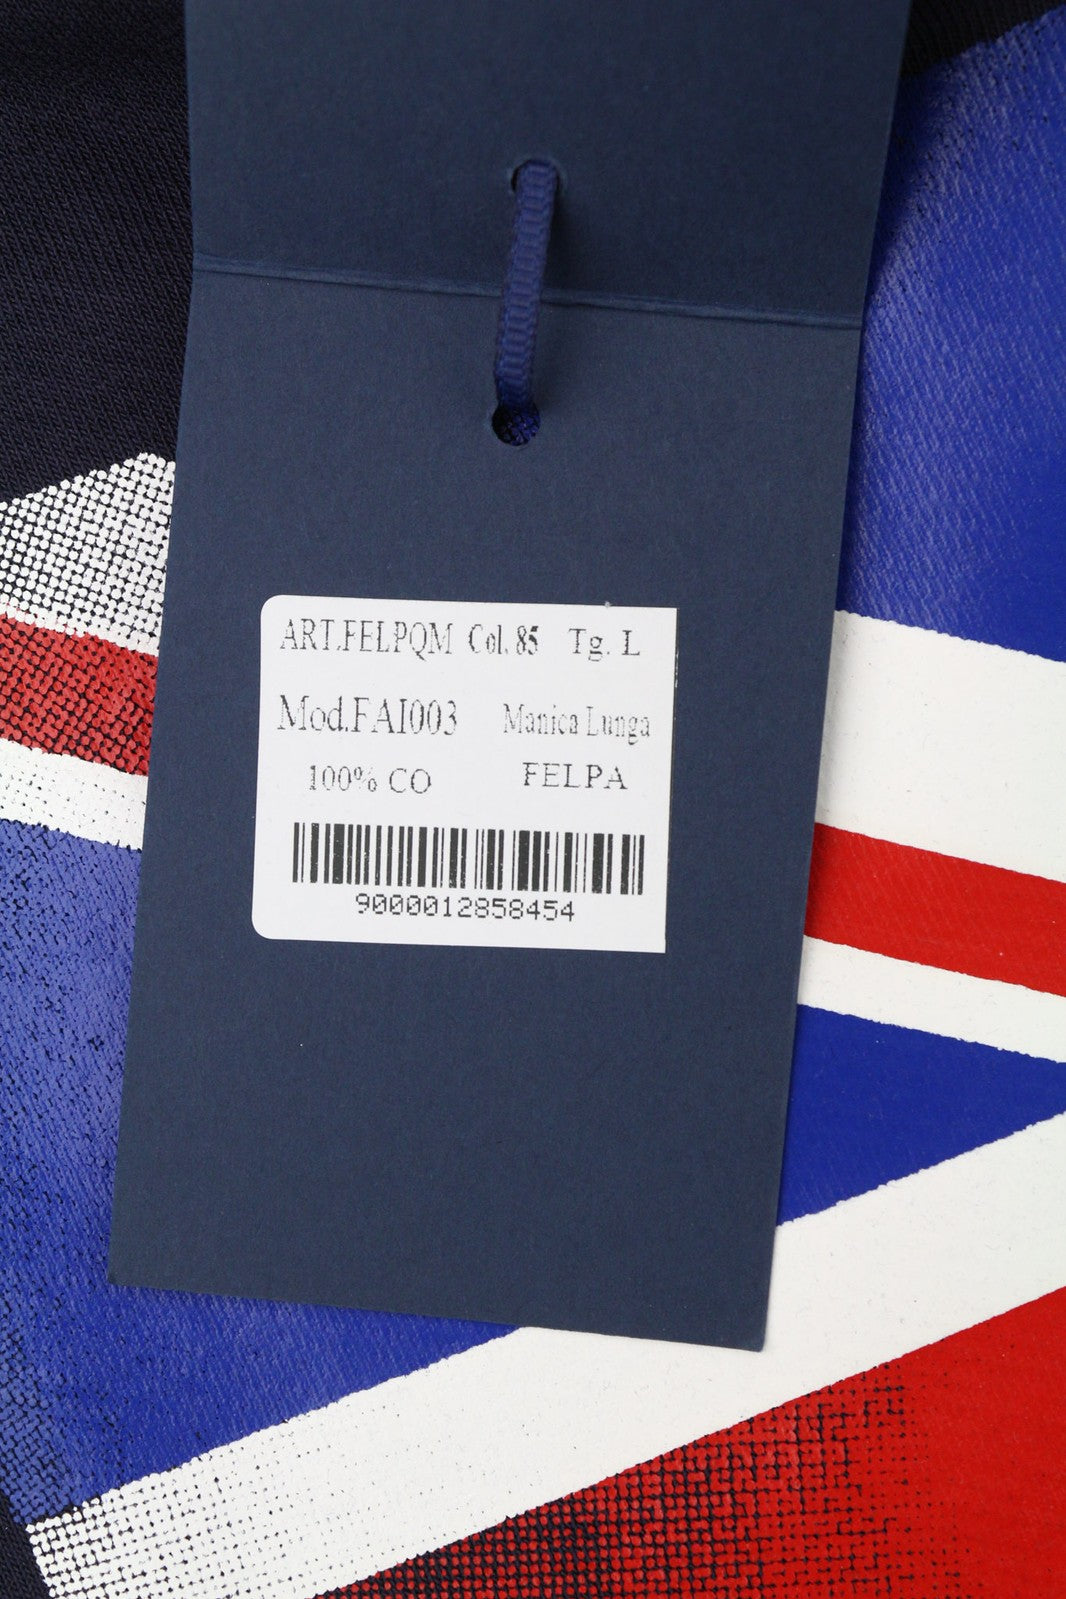 ART.FELPQM Col. 85 Tg. L
Mod.FAI003 Manica Lunga
100% CO FELPA
9000012858454